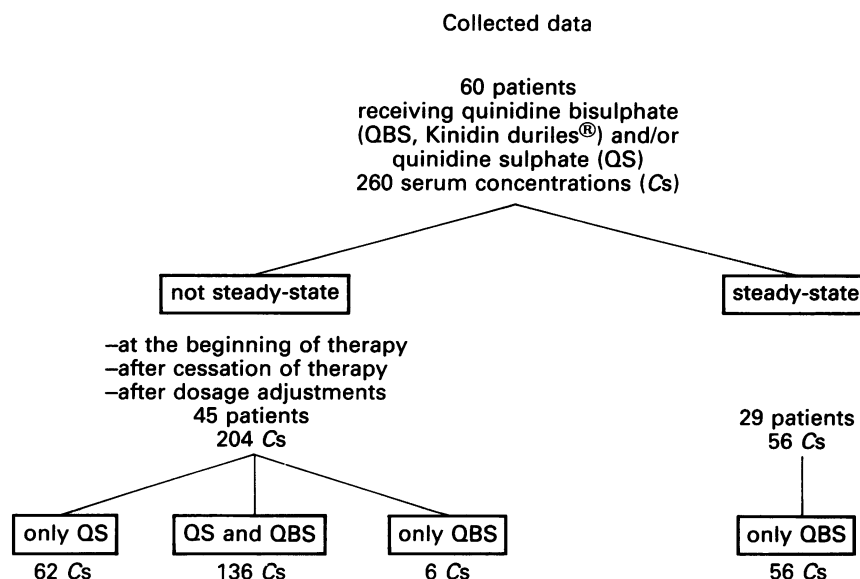 Collected data
60 patients
receiving quinidine bisulphate
(QBS, Kinidin duriles®) and/or
quinidine sulphate (QS)
260 serum concentrations (Cs)
not steady-state
steady-state
–at the beginning of therapy
–after cessation of therapy
–after dosage adjustments
45 patients
204 Cs
29 patients
56 Cs
only QS
QS and QBS
only QBS
only QBS
62 Cs
136 Cs
6 Cs
56 Cs